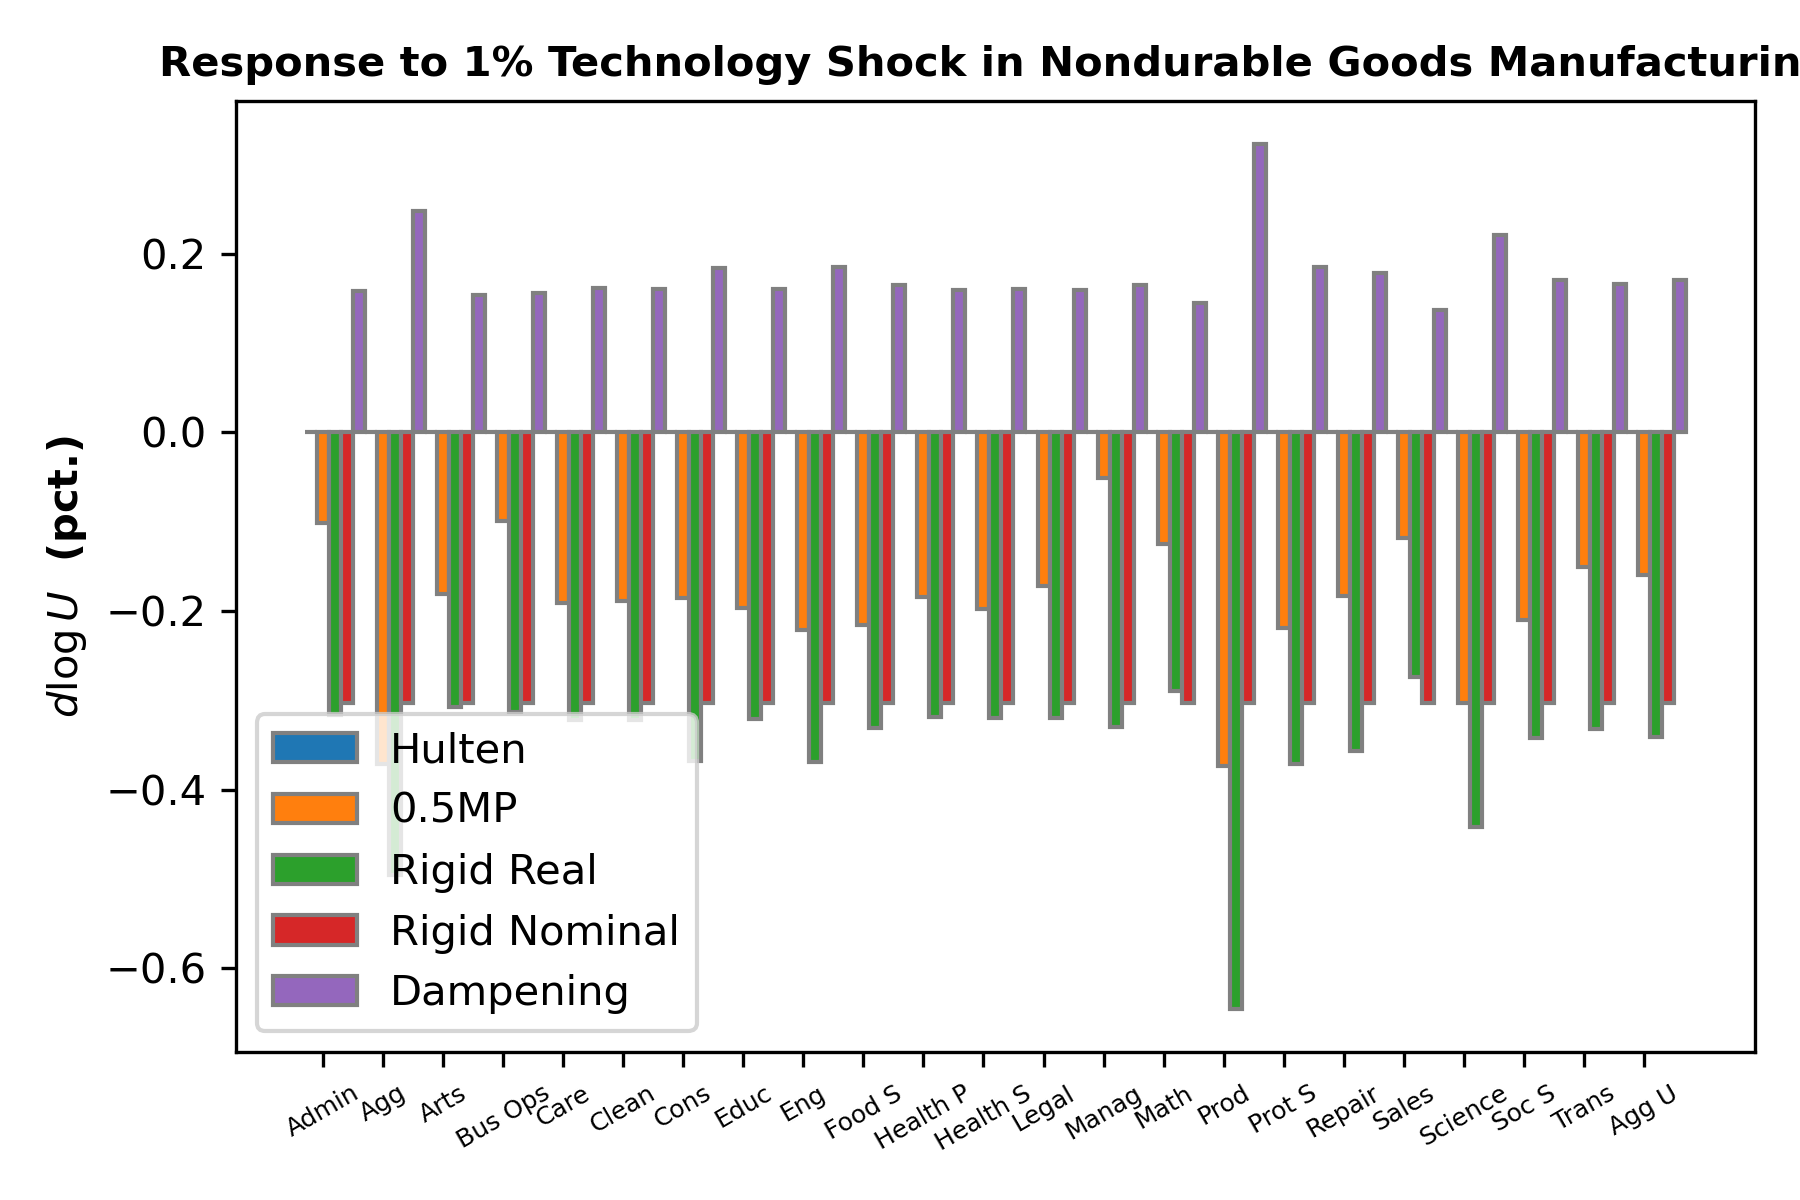 Response to 1% Technology Shock in Nondurable Goods Manufacturin
dlog U (pct.)
0.2
0.0
−0.2
−0.4
−0.6
Hulten
0.5MP
Rigid Real
Rigid Nominal
Dampening
Admin
Agg
Arts
Bus Ops
Care
Clean
Cons
Educ
Eng
Food S
Health P
Health S
Legal
Manag
Math
Prod
Prot S
Repair
Sales
Science
Soc S
Trans
Agg U